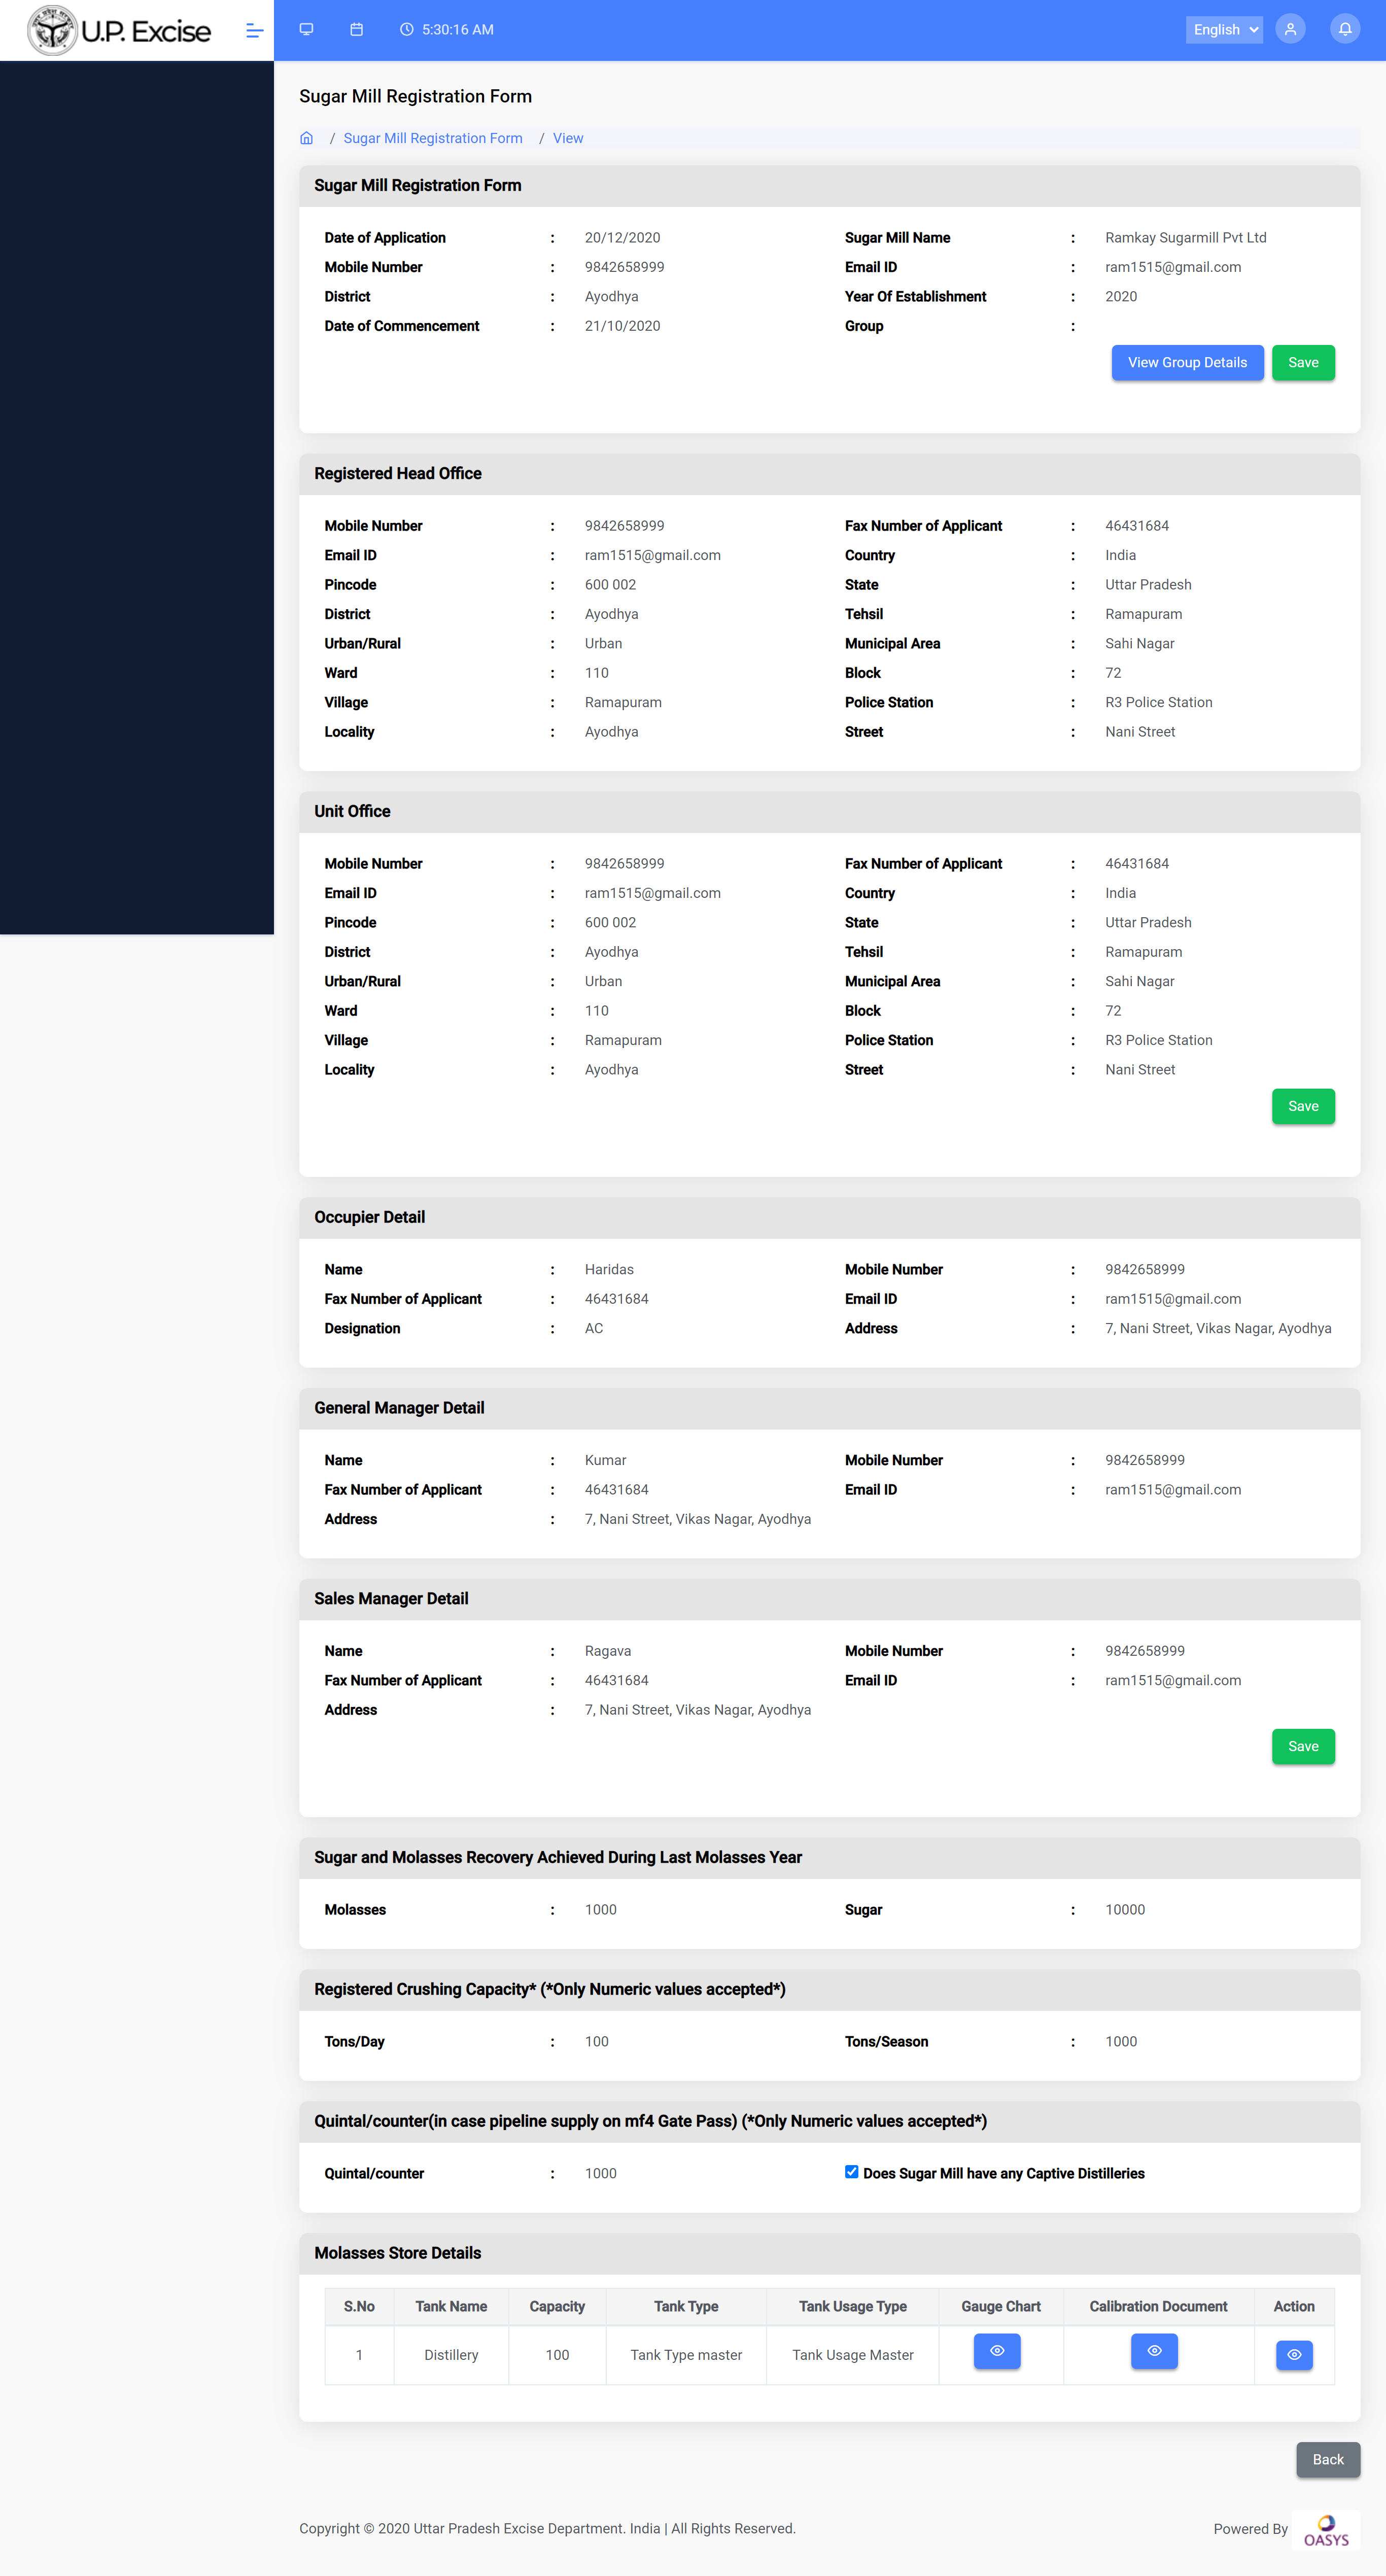 U.P. Excise
5:30:16 AM
English
Sugar Mill Registration Form
/ Sugar Mill Registration Form / View
Sugar Mill Registration Form
Date of Application : 20/12/2020 Sugar Mill Name : Ramkay Sugarmill Pvt Ltd
Mobile Number : 9842658999 Email ID : ram1515@gmail.com
District : Ayodhya Year Of Establishment : 2020
Date of Commencement : 21/10/2020 Group :
View Group Details Save
Registered Head Office
Mobile Number : 9842658999 Fax Number of Applicant : 46431684
Email ID : ram1515@gmail.com Country : India
Pincode : 600 002 State : Uttar Pradesh
District : Ayodhya Tehsil : Ramapuram
Urban/Rural : Urban Municipal Area : Sahi Nagar
Ward : 110 Block : 72
Village : Ramapuram Police Station : R3 Police Station
Locality : Ayodhya Street : Nani Street
Unit Office
Mobile Number : 9842658999 Fax Number of Applicant : 46431684
Email ID : ram1515@gmail.com Country : India
Pincode : 600 002 State : Uttar Pradesh
District : Ayodhya Tehsil : Ramapuram
Urban/Rural : Urban Municipal Area : Sahi Nagar
Ward : 110 Block : 72
Village : Ramapuram Police Station : R3 Police Station
Locality : Ayodhya Street : Nani Street
Save
Occupier Detail
Name : Haridas Mobile Number : 9842658999
Fax Number of Applicant : 46431684 Email ID : ram1515@gmail.com
Designation : AC Address : 7, Nani Street, Vikas Nagar, Ayodhya
General Manager Detail
Name : Kumar Mobile Number : 9842658999
Fax Number of Applicant : 46431684 Email ID : ram1515@gmail.com
Address : 7, Nani Street, Vikas Nagar, Ayodhya
Sales Manager Detail
Name : Ragava Mobile Number : 9842658999
Fax Number of Applicant : 46431684 Email ID : ram1515@gmail.com
Address : 7, Nani Street, Vikas Nagar, Ayodhya
Save
Sugar and Molasses Recovery Achieved During Last Molasses Year
Molasses : 1000 Sugar : 10000
Registered Crushing Capacity* (*Only Numeric values accepted*)
Tons/Day : 100 Tons/Season : 1000
Quintal/counter(in case pipeline supply on mf4 Gate Pass) (*Only Numeric values accepted*)
Quintal/counter : 1000 Does Sugar Mill have any Captive Distilleries
Molasses Store Details
S.No Tank Name Capacity Tank Type Tank Usage Type Gauge Chart Calibration Document Action
1 Distillery 100 Tank Type master Tank Usage Master
Back
Copyright © 2020 Uttar Pradesh Excise Department. India | All Rights Reserved. Powered By OASYS